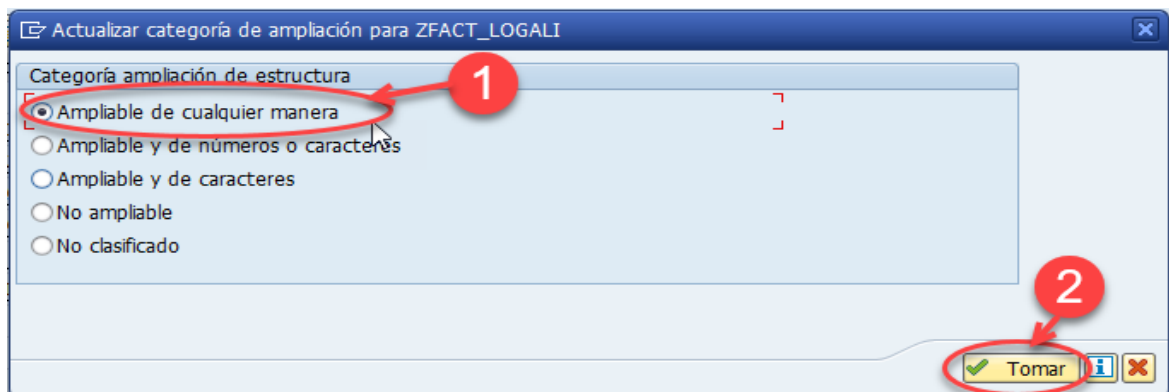 Actualizar categoría de ampliación para ZFACT_LOGALI
Categoría ampliación de estructura
1
Ampliable de cualquier manera
Ampliable y de números o caracteres
Ampliable y de caracteres
No ampliable
No clasificado
2
Tomar